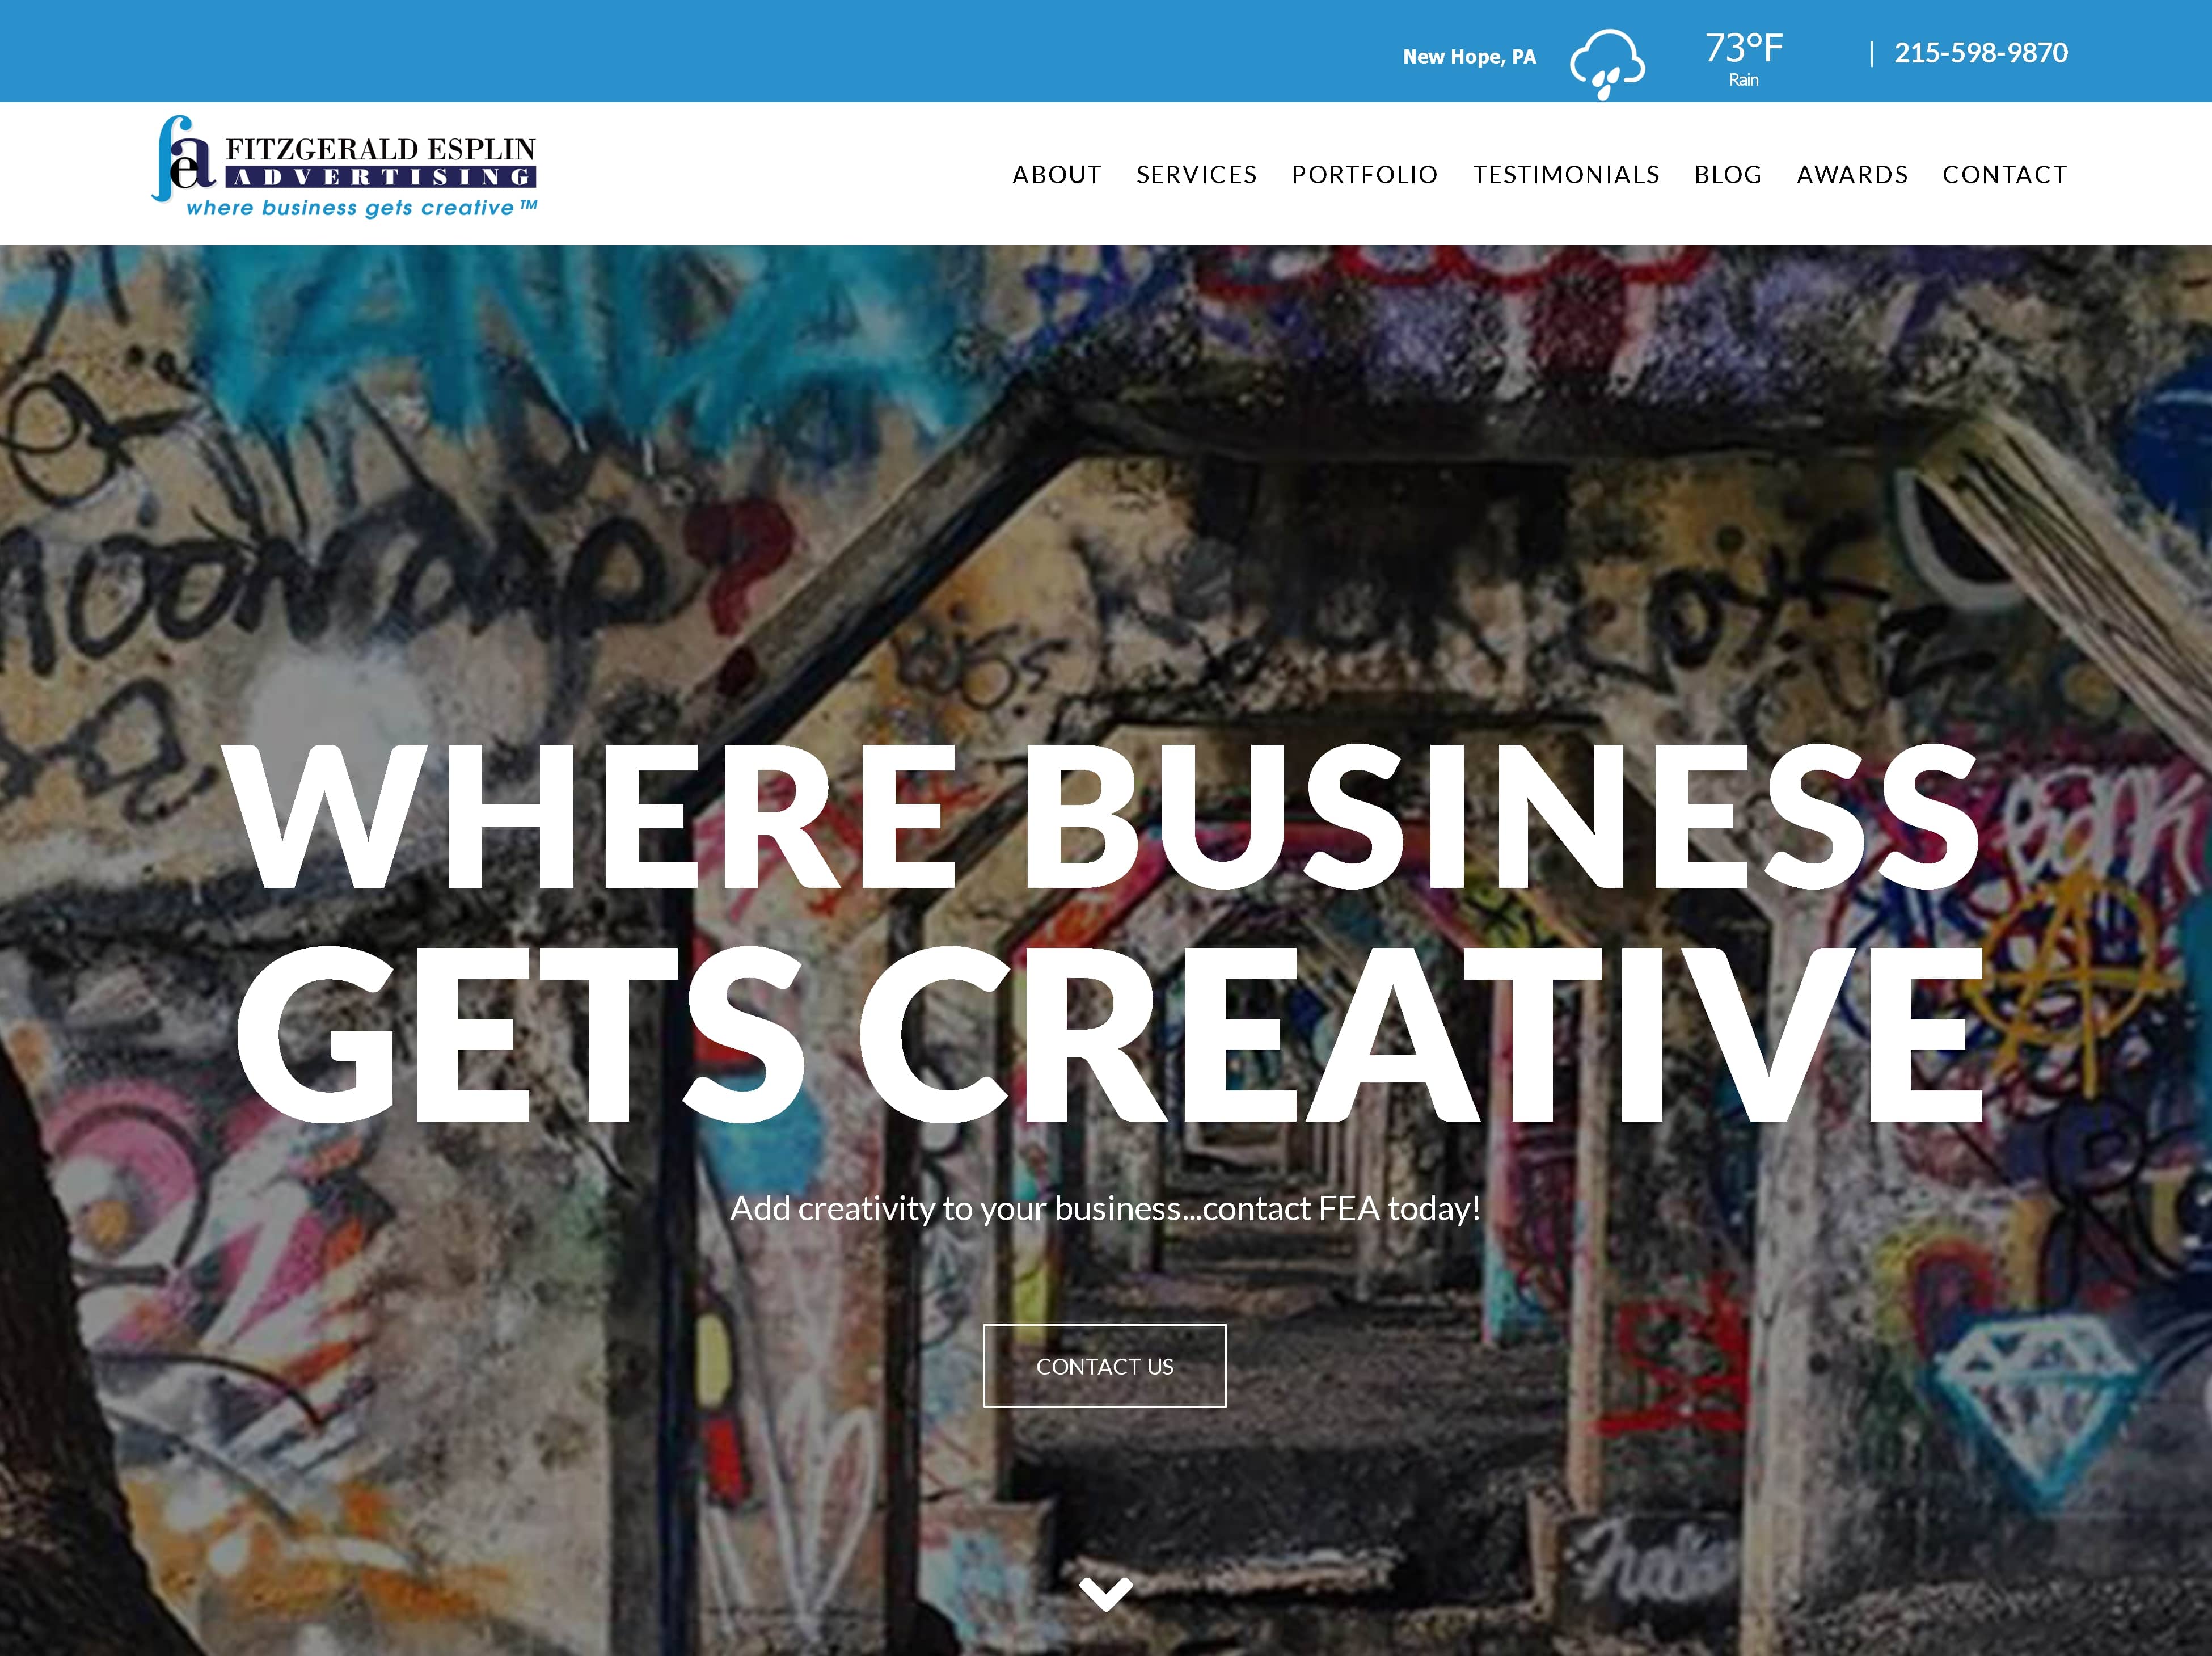 New Hope, PA
73°F
Rain
| 215-598-9870
fea FITZGERALD ESPLIN
ADVERTISING
where business gets creative™
ABOUT SERVICES PORTFOLIO TESTIMONIALS BLOG AWARDS CONTACT
WHERE BUSINESS
GETS CREATIVE
Add creativity to your business...contact FEA today!
CONTACT US